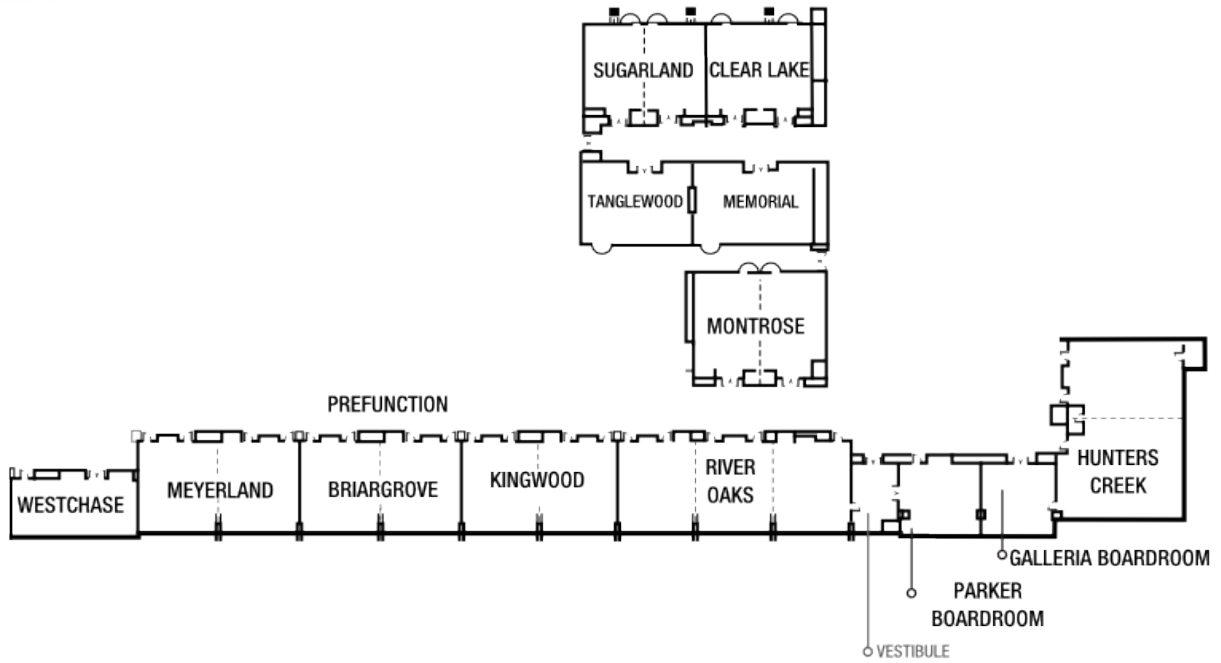 SUGARLAND
CLEAR LAKE
TANGLEWOOD
MEMORIAL
MONTROSE
PREFUNCTION
WESTCHASE
MEYERLAND
BRIARGROVE
KINGWOOD
RIVER
OAKS
HUNTERS
CREEK
GALLERIA BOARDROOM
PARKER
BOARDROOM
VESTIBULE